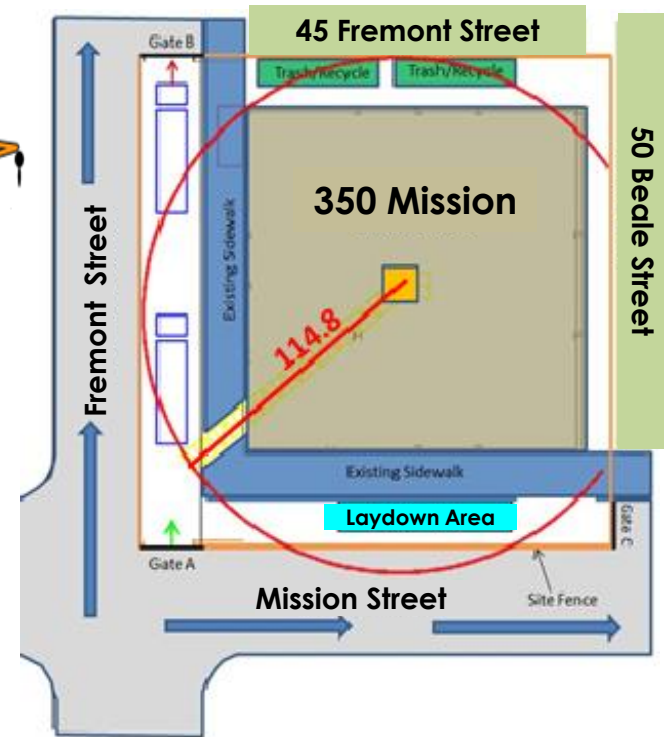 45 Fremont Street
Gate B
Trash/Recycle
Trash/Recycle
50 Beale Street
350 Mission
Existing Sidewalk
Fremont Street
114.8
Existing Sidewalk
Laydown Area
Gate C
Gate A
Mission Street
Site Fence